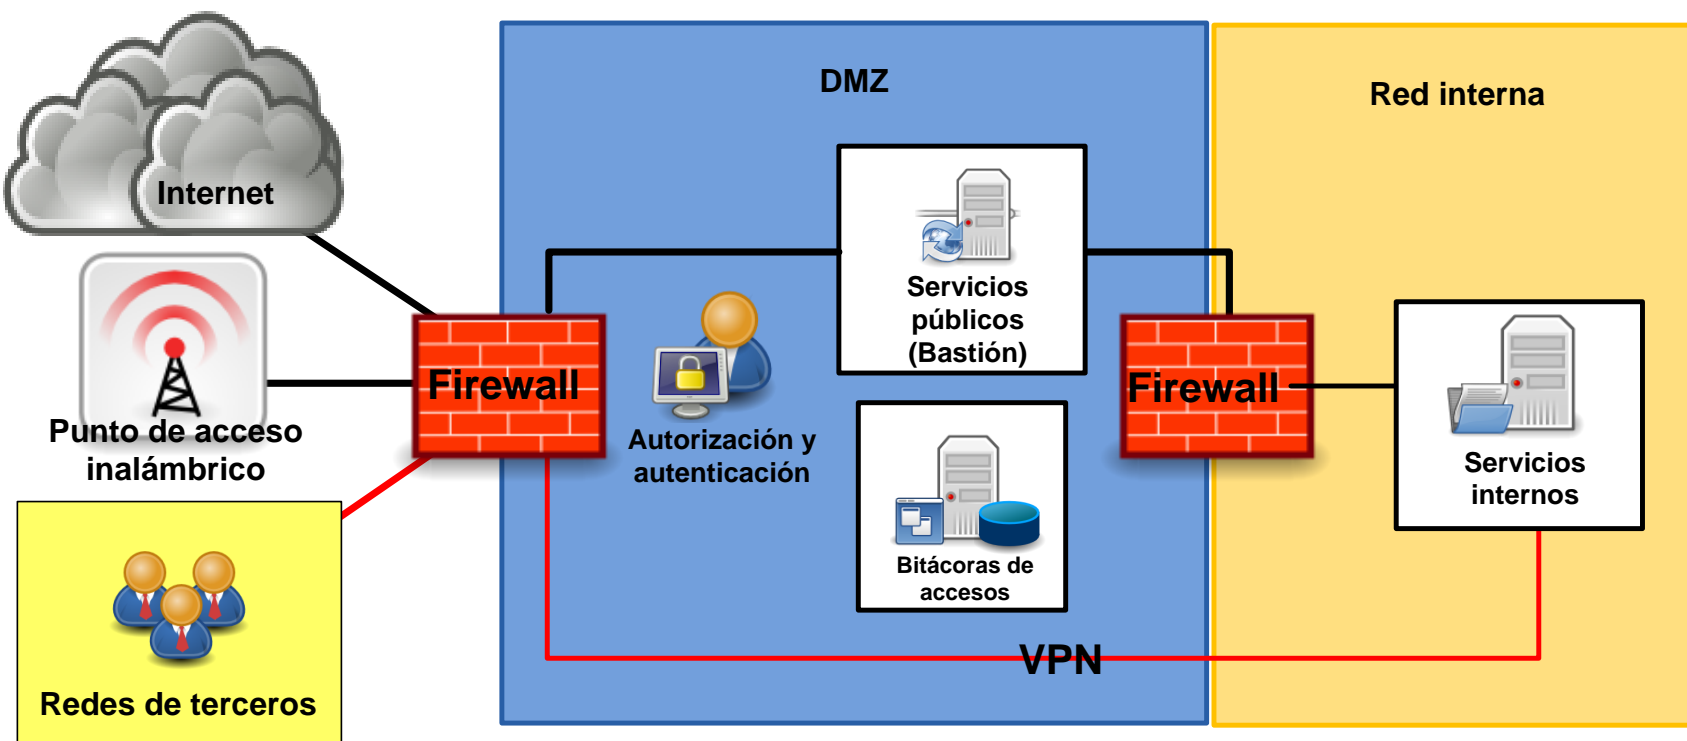 DMZ
Red interna
Internet
Servicios
públicos
(Bastión)
Firewall
Firewall
Punto de acceso
inalámbrico
Autorización y
autenticación
Servicios
internos
Bitácoras de
accesos
VPN
Redes de terceros